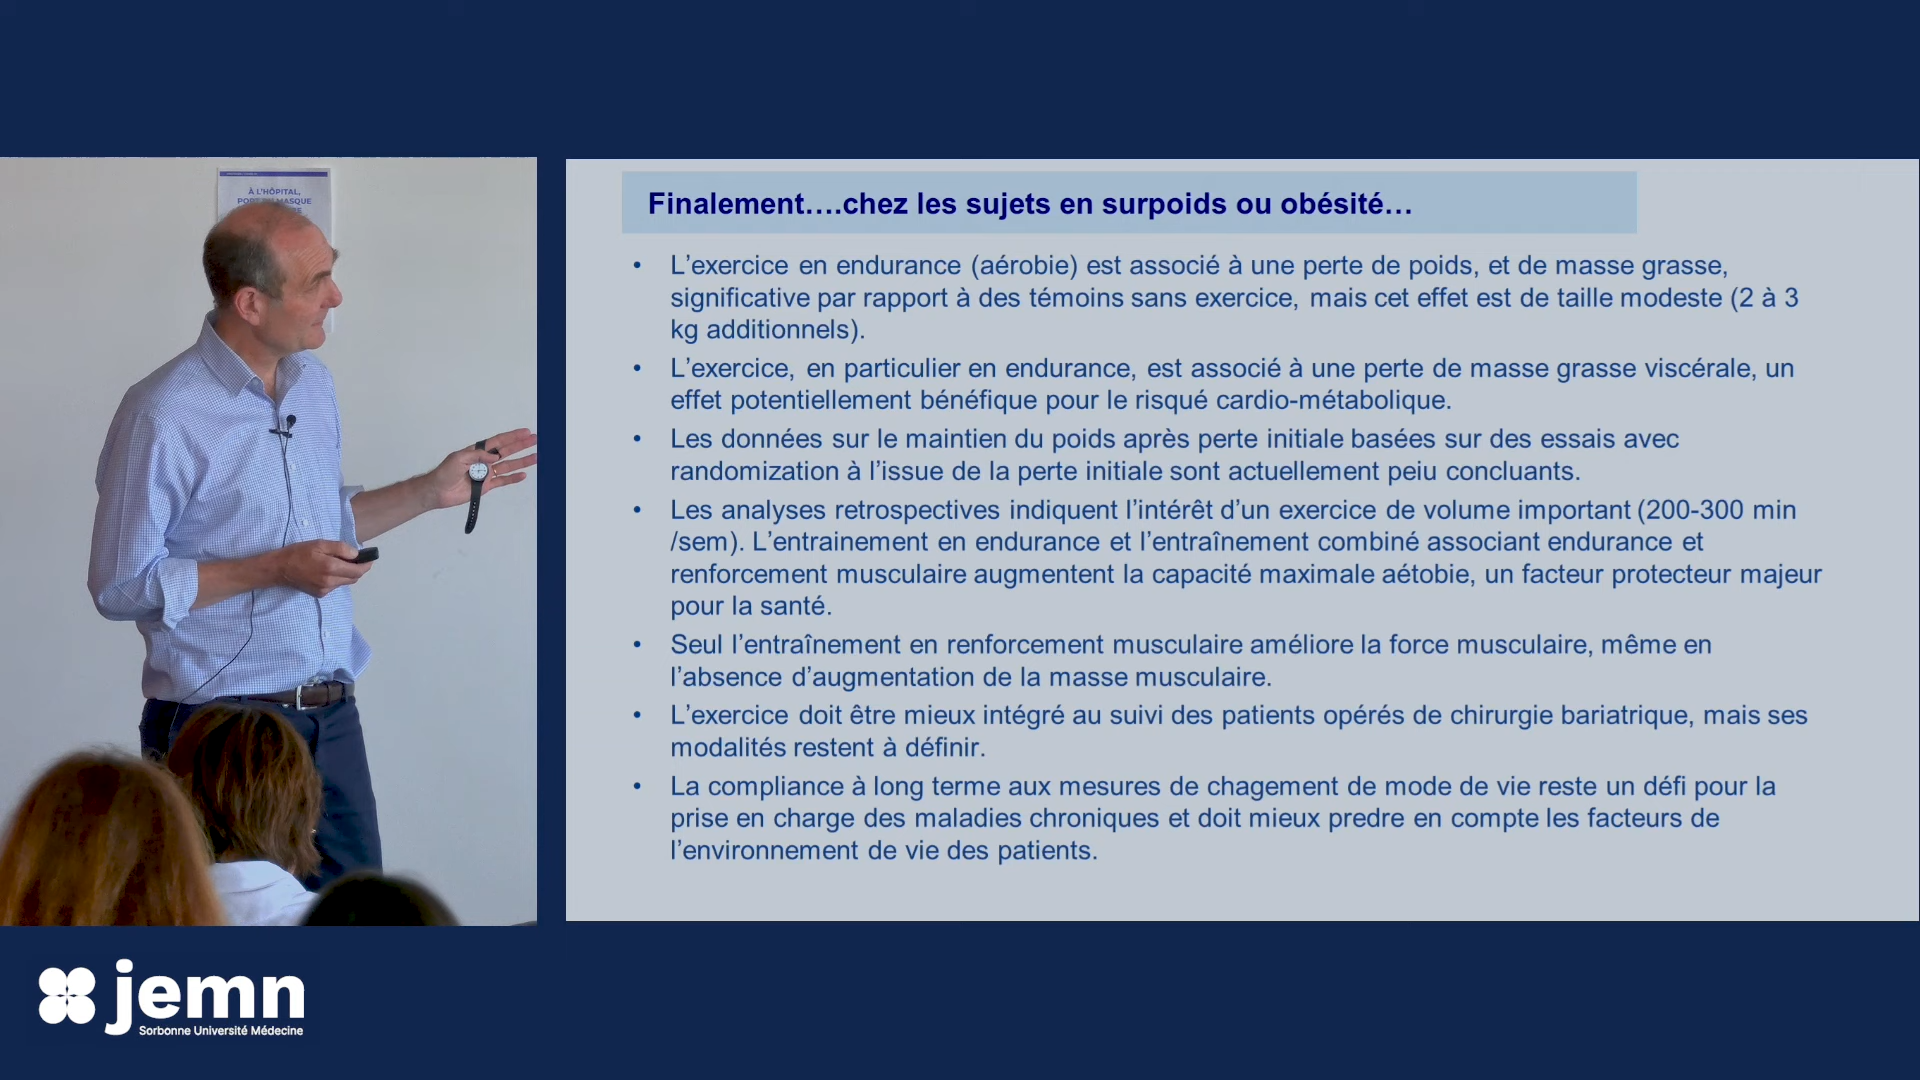 À L'HÔPITAL,
Finalement….chez les sujets en surpoids ou obésité…
• L'exercice en endurance (aérobie) est associé à une perte de poids, et de masse grasse,
significative par rapport à des témoins sans exercice, mais cet effet est de taille modeste (2 à 3
kg additionnels).
• L'exercice, en particulier en endurance, est associé à une perte de masse grasse viscérale, un
effet potentiellement bénéfique pour le risqué cardio-métabolique.
• Les données sur le maintien du poids après perte initiale basées sur des essais avec
randomization à l'issue de la perte initiale sont actuellement peiu concluants.
• Les analyses retrospectives indiquent l'intérêt d'un exercice de volume important (200-300 min
/sem). L'entrainement en endurance et l'entraînement combiné associant endurance et
renforcement musculaire augmentent la capacité maximale aétobie, un facteur protecteur majeur
pour la santé.
• Seul l'entraînement en renforcement musculaire améliore la force musculaire, même en
l'absence d'augmentation de la masse musculaire.
• L'exercice doit être mieux intégré au suivi des patients opérés de chirurgie bariatrique, mais ses
modalités restent à définir.
• La compliance à long terme aux mesures de chagement de mode de vie reste un défi pour la
prise en charge des maladies chroniques et doit mieux predre en compte les facteurs de
l'environnement de vie des patients.
jemn
Sorbonne Université Médecine